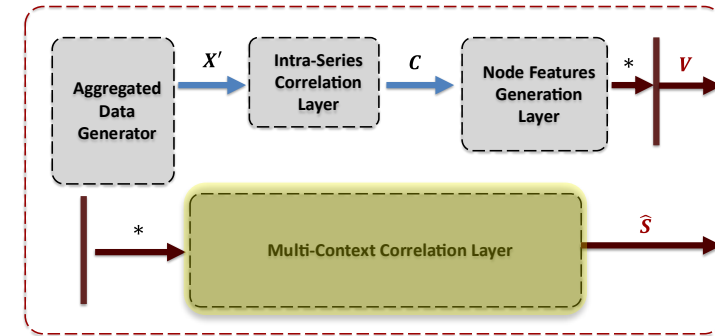 Aggregated
Data
Generator
X′
Intra-Series
Correlation
Layer
C
Node Features
Generation
Layer
*
V
*
Multi-Context Correlation Layer
Ŝ